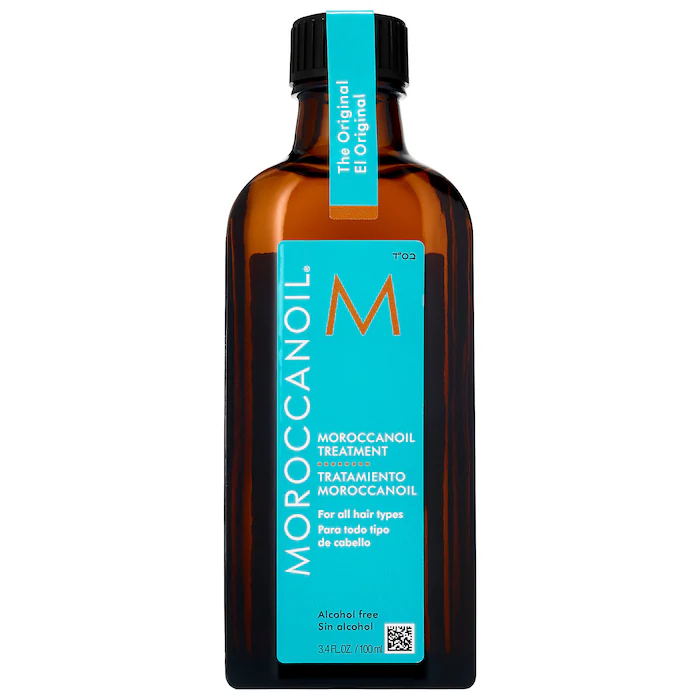 The Original
El Original
בס"ד
M
MOROCCANOIL®
MOROCCANOIL
TREATMENT
TRATAMIENTO
MOROCCANOIL
For all hair types
Para todo tipo
de cabello
Alcohol free
Sin alcohol
3.4 FL.OZ. / 100 ml